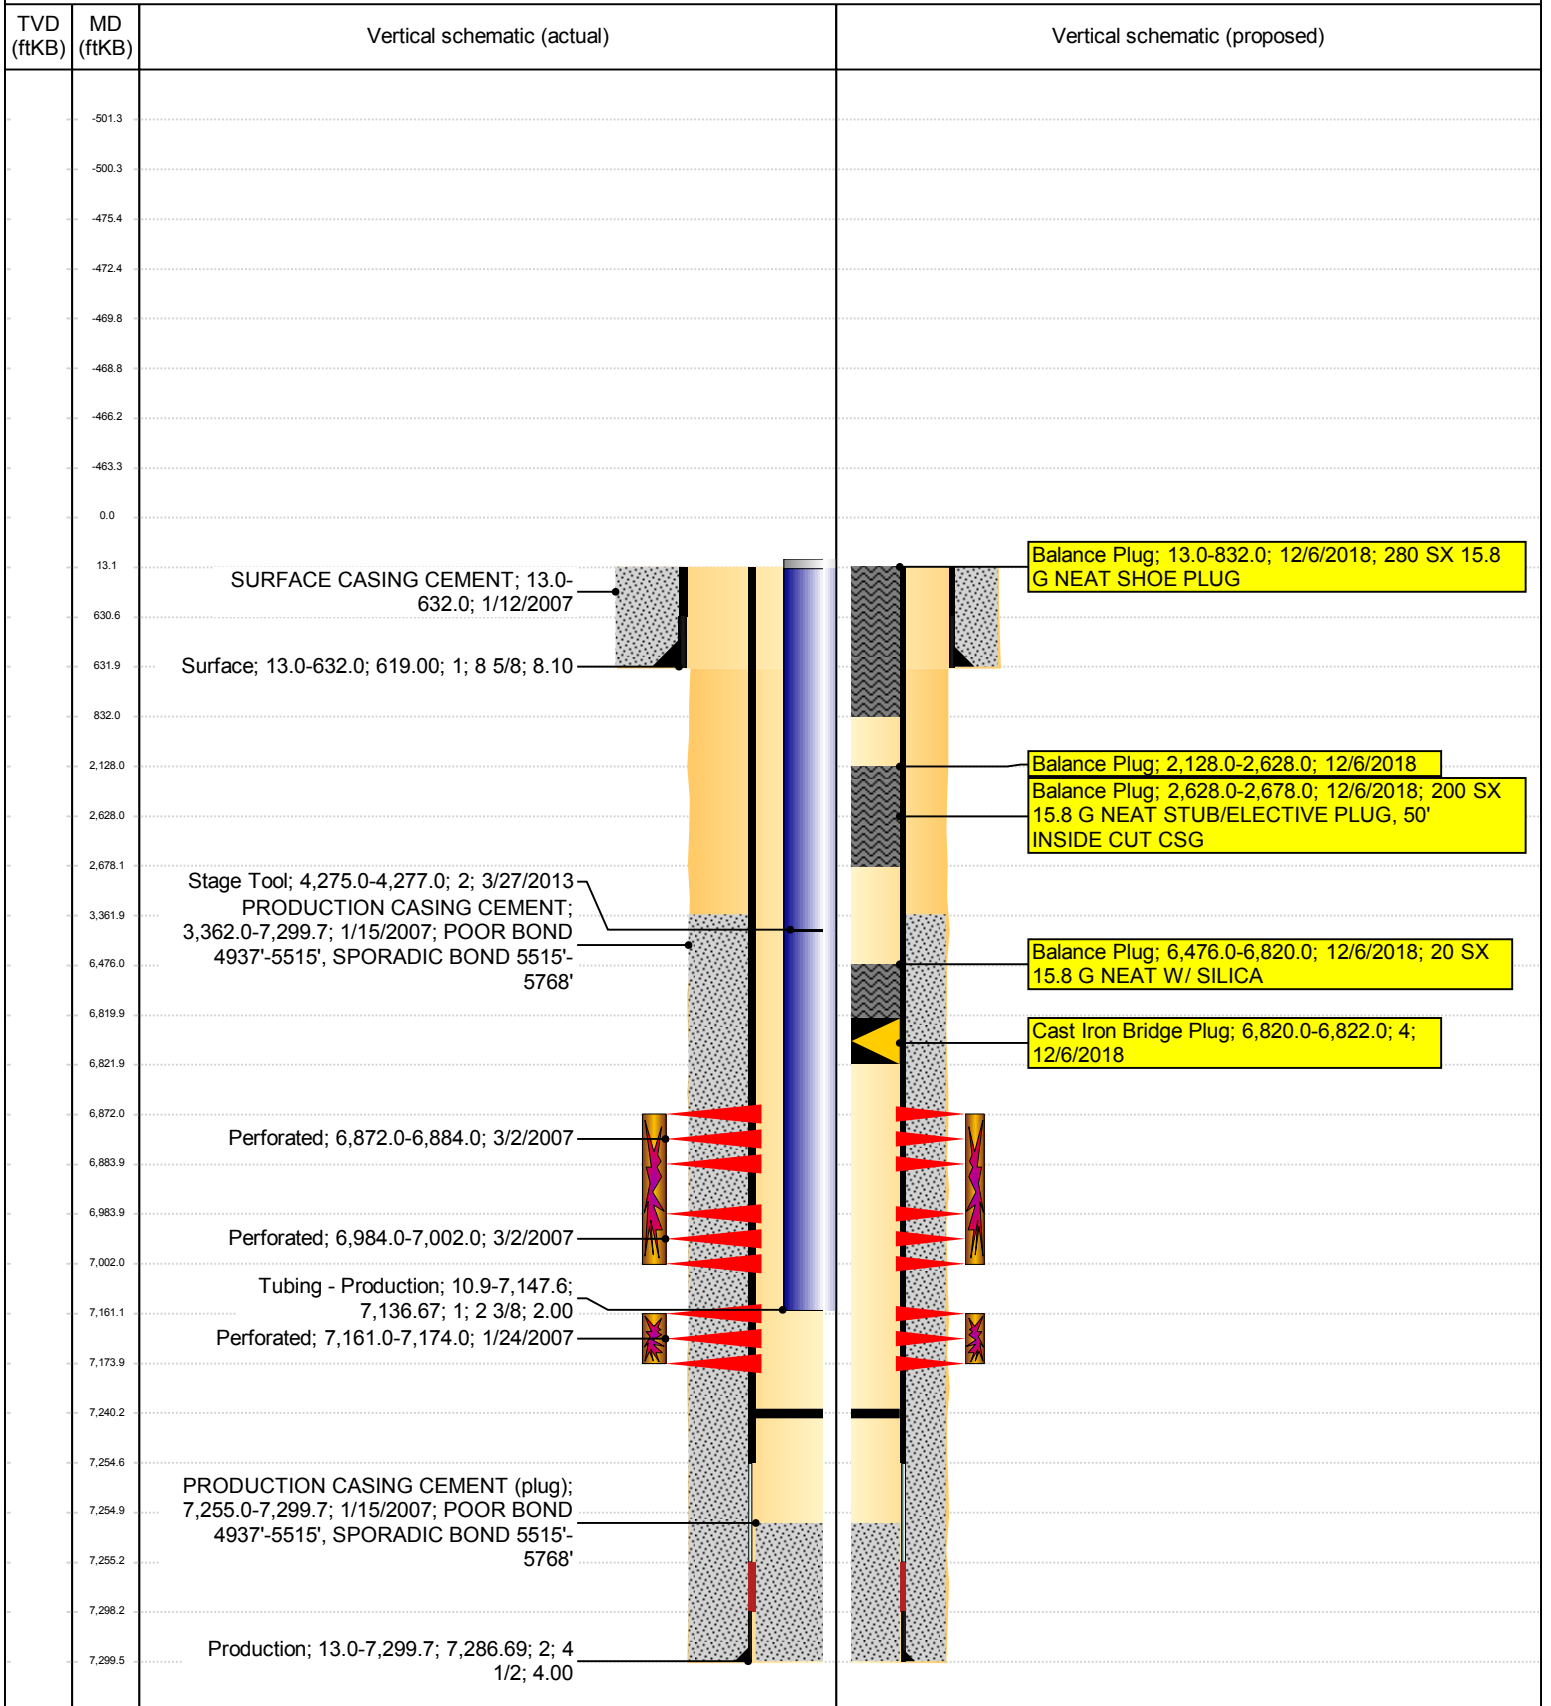 TVD
(ftKB)
MD
(ftKB)
Vertical schematic (actual)
Vertical schematic (proposed)
-501.3
-500.3
-475.4
-472.4
-469.8
-468.8
-466.2
-463.3
0.0
13.1
630.6
631.9
832.0
2,128.0
2,628.0
2,678.1
3,361.9
6,476.0
6,819.9
6,821.9
6,872.0
6,883.9
6,983.9
7,002.0
7,161.1
7,173.9
7,240.2
7,254.6
7,254.9
7,255.2
7,298.2
7,299.5
SURFACE CASING CEMENT; 13.0-
632.0; 1/12/2007
Surface; 13.0-632.0; 619.00; 1; 8 5/8; 8.10
Stage Tool; 4,275.0-4,277.0; 2; 3/27/2013
PRODUCTION CASING CEMENT;
3,362.0-7,299.7; 1/15/2007; POOR BOND
4937'-5515', SPORADIC BOND 5515'-
5768'
Perforated; 6,872.0-6,884.0; 3/2/2007
Perforated; 6,984.0-7,002.0; 3/2/2007
Tubing - Production; 10.9-7,147.6;
7,136.67; 1; 2 3/8; 2.00
Perforated; 7,161.0-7,174.0; 1/24/2007
PRODUCTION CASING CEMENT (plug);
7,255.0-7,299.7; 1/15/2007; POOR BOND
4937'-5515', SPORADIC BOND 5515'-
5768'
Production; 13.0-7,299.7; 7,286.69; 2; 4
1/2; 4.00
Balance Plug; 13.0-832.0; 12/6/2018; 280 SX 15.8
G NEAT SHOE PLUG
Balance Plug; 2,128.0-2,628.0; 12/6/2018
Balance Plug; 2,628.0-2,678.0; 12/6/2018; 200 SX
15.8 G NEAT STUB/ELECTIVE PLUG, 50'
INSIDE CUT CSG
Balance Plug; 6,476.0-6,820.0; 12/6/2018; 20 SX
15.8 G NEAT W/ SILICA
Cast Iron Bridge Plug; 6,820.0-6,822.0; 4;
12/6/2018